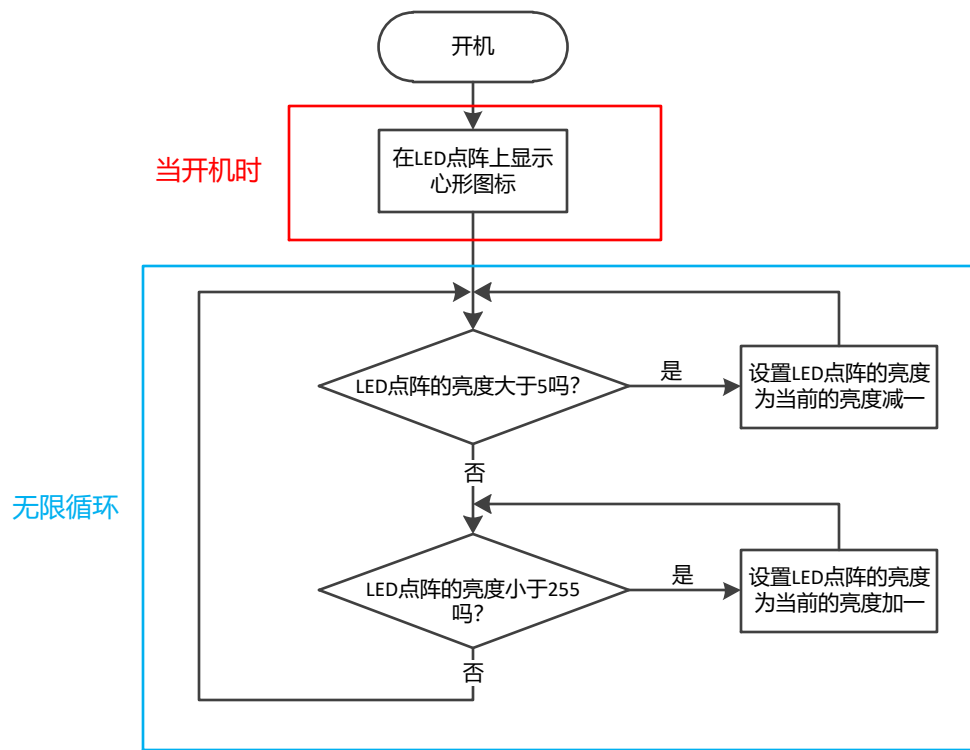 开机
当开机时
在LED点阵上显示
心形图标
无限循环
LED点阵的亮度大于5吗?
是
设置LED点阵的亮度
为当前的亮度减一
否
LED点阵的亮度小于255
吗?
是
设置LED点阵的亮度
为当前的亮度加一
否